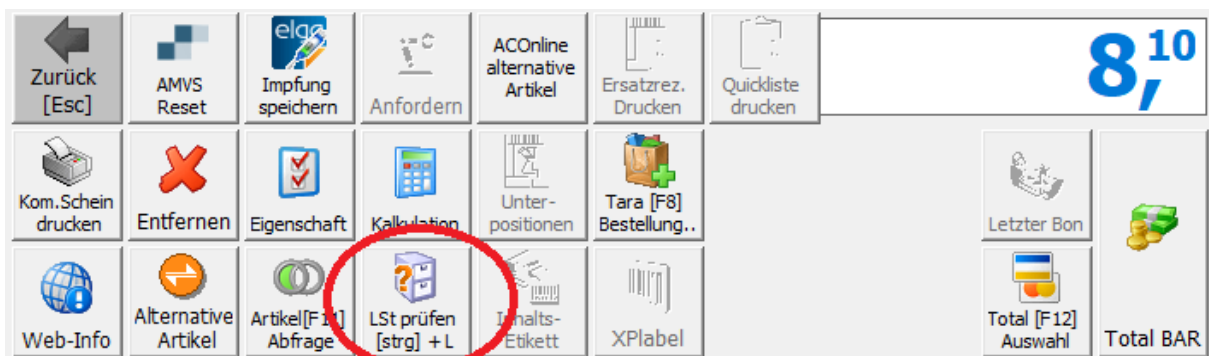 Zurück
[Esc]
AMVS
Reset
elga
Impfung
speichern
Anfordern
ACOnline
alternative
Artikel
Ersatzrez.
Drucken
Quickliste
drucken
8,10
Kom.Schein
drucken
Entfernen
Eigenschaft
Kalkulation
Unter-
positionen
Tara [F8]
Bestellung..
Letzter Bon
Web-Info
Alternative
Artikel
Artikel[F11]
Abfrage
LSt prüfen
[strg] + L
Inhalts-
Etikett
XPlabel
Total [F12]
Auswahl
Total BAR